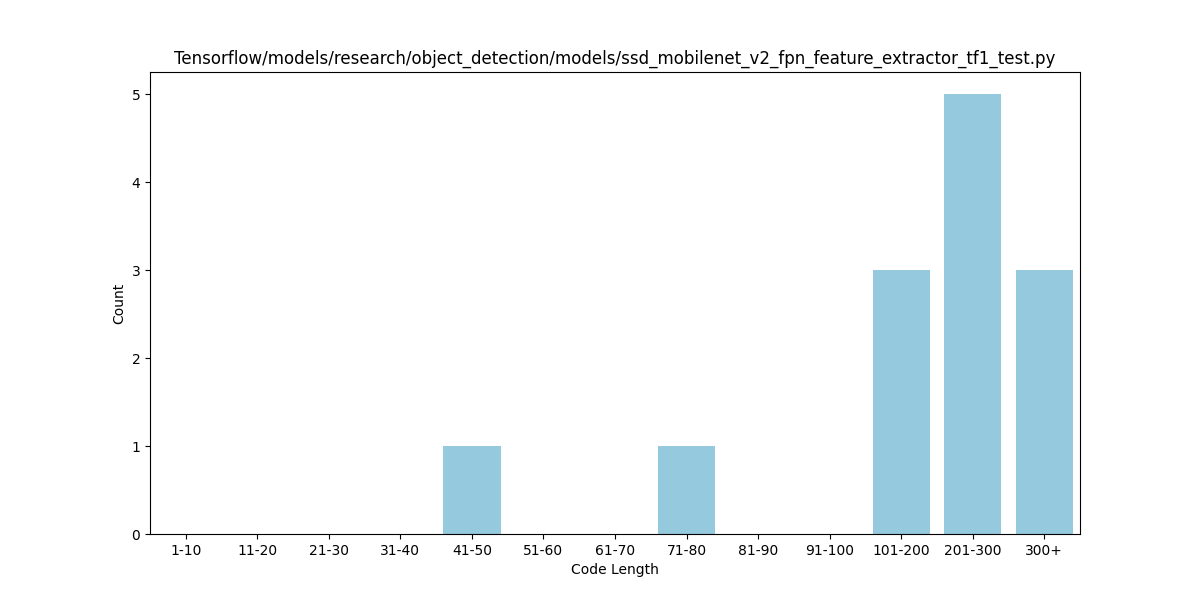 Tensorflow/models/research/object_detection/models/ssd_mobilenet_v2_fpn_feature_extractor_tf1_test.py
5
4
3
2
1
0
Count
1-10 11-20 21-30 31-40 41-50 51-60 61-70 71-80 81-90 91-100 101-200 201-300 300+
Code Length